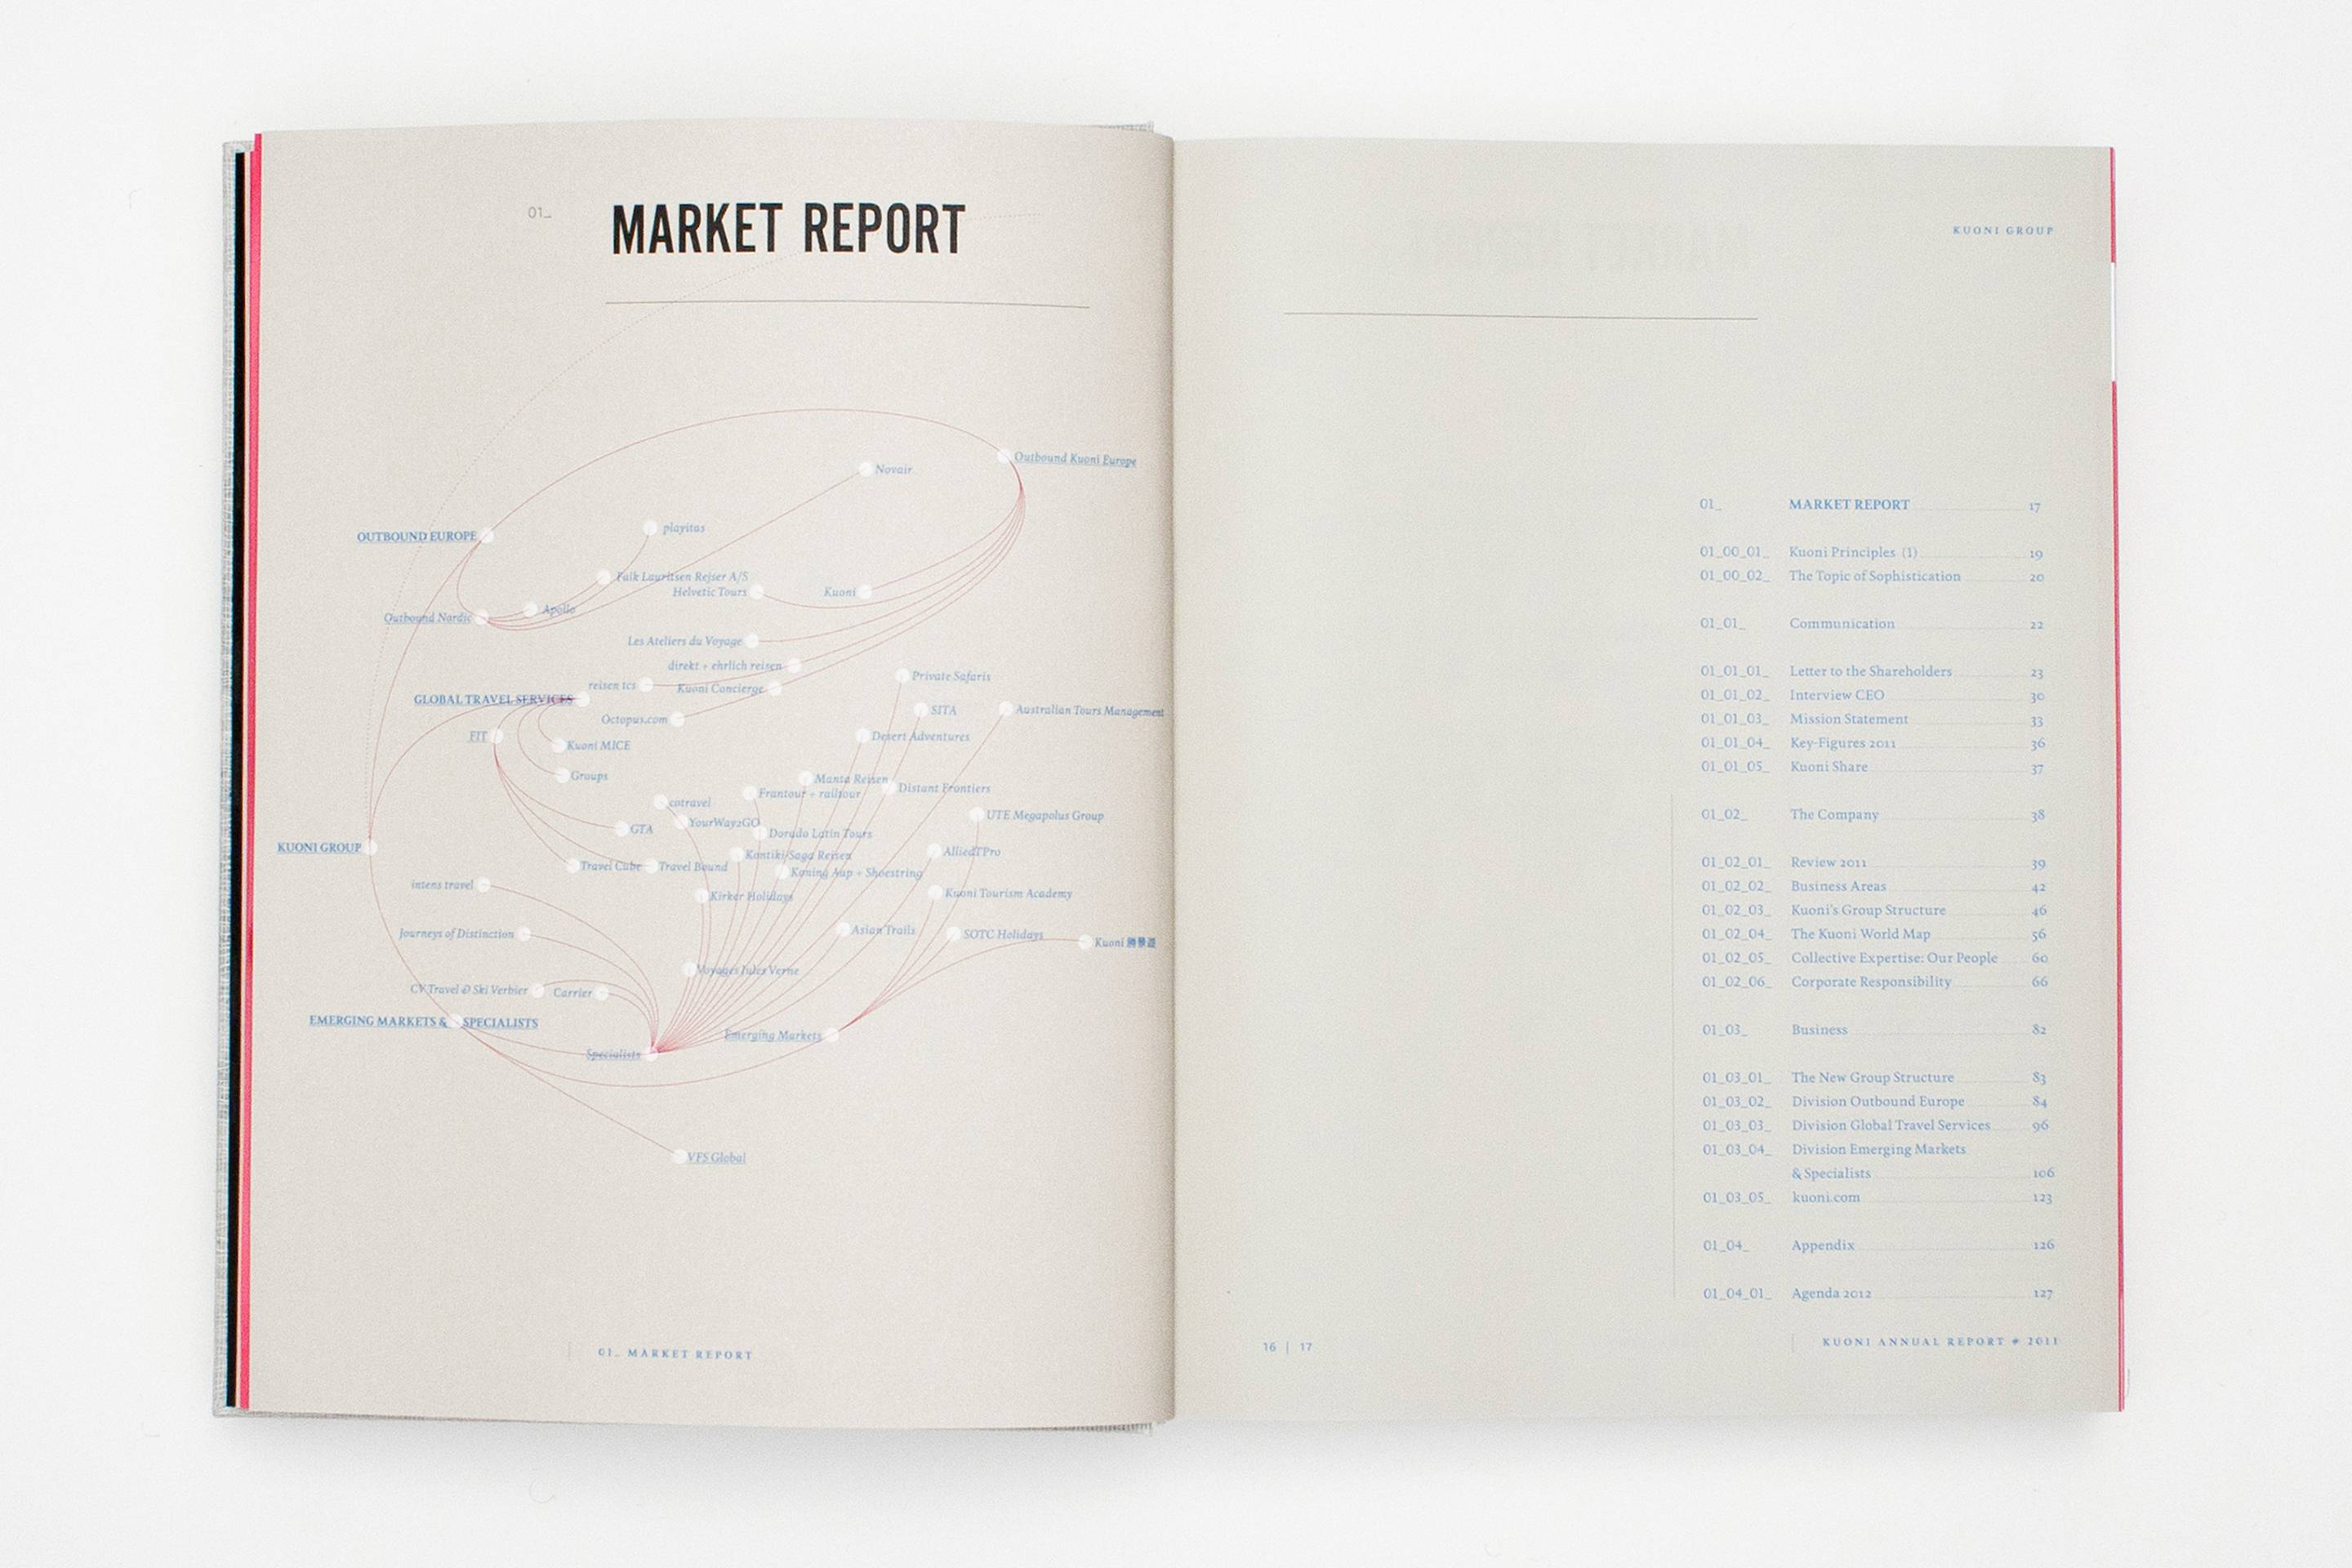 01_
MARKET REPORT
Outbound Kuoni Europe
Novair
playitas
OUTBOUND EUROPE
Falk Lauritsen Rejser A/S
Helvetic Tours
Kuoni
Apollo
Outbound Nordic
Les Ateliers du Voyage
direkt + ehrlich reisen
Private Safaris
reisen tcs
Kuoni Concierge
GLOBAL TRAVEL SERVICES
SITA
Australian Tours Management
Octopus.com
FIT
Desert Adventures
Kuoni MICE
Groups
Manta Reisen
Distant Frontiers
Frantour + railtour
cotravel
UTE Megapolus Group
YourWay2GO
GTA
Dorado Latin Tours
KUONI GROUP
AlliedTPro
Kontiki-Saga Reisen
Travel Cube
Travel Bound
Koning Aap + Shoestring
intens travel
Kirker Holidays
Kuoni Tourism Academy
Asian Trails
Journeys of Distinction
SOTC Holidays
Kuoni 勝景遊
Voyages Jules Verne
CV Travel & Ski Verbier
Carrier
EMERGING MARKETS & SPECIALISTS
Emerging Markets
Specialists
VFS Global
01_ MARKET REPORT
KUONI GROUP
01_ MARKET REPORT 17
01_00_01_ Kuoni Principles (1) 19
01_00_02_ The Topic of Sophistication 20
01_01_ Communication 22
01_01_01_ Letter to the Shareholders 23
01_01_02_ Interview CEO 30
01_01_03_ Mission Statement 33
01_01_04_ Key-Figures 2011 36
01_01_05_ Kuoni Share 37
01_02_ The Company 38
01_02_01_ Review 2011 39
01_02_02_ Business Areas 42
01_02_03_ Kuoni's Group Structure 46
01_02_04_ The Kuoni World Map 56
01_02_05_ Collective Expertise: Our People 60
01_02_06_ Corporate Responsibility 66
01_03_ Business 82
01_03_01_ The New Group Structure 83
01_03_02_ Division Outbound Europe 84
01_03_03_ Division Global Travel Services 96
01_03_04_ Division Emerging Markets
& Specialists 106
01_03_05_ kuoni.com 123
01_04_ Appendix 126
01_04_01_ Agenda 2012 127
16 | 17
KUONI ANNUAL REPORT # 2011